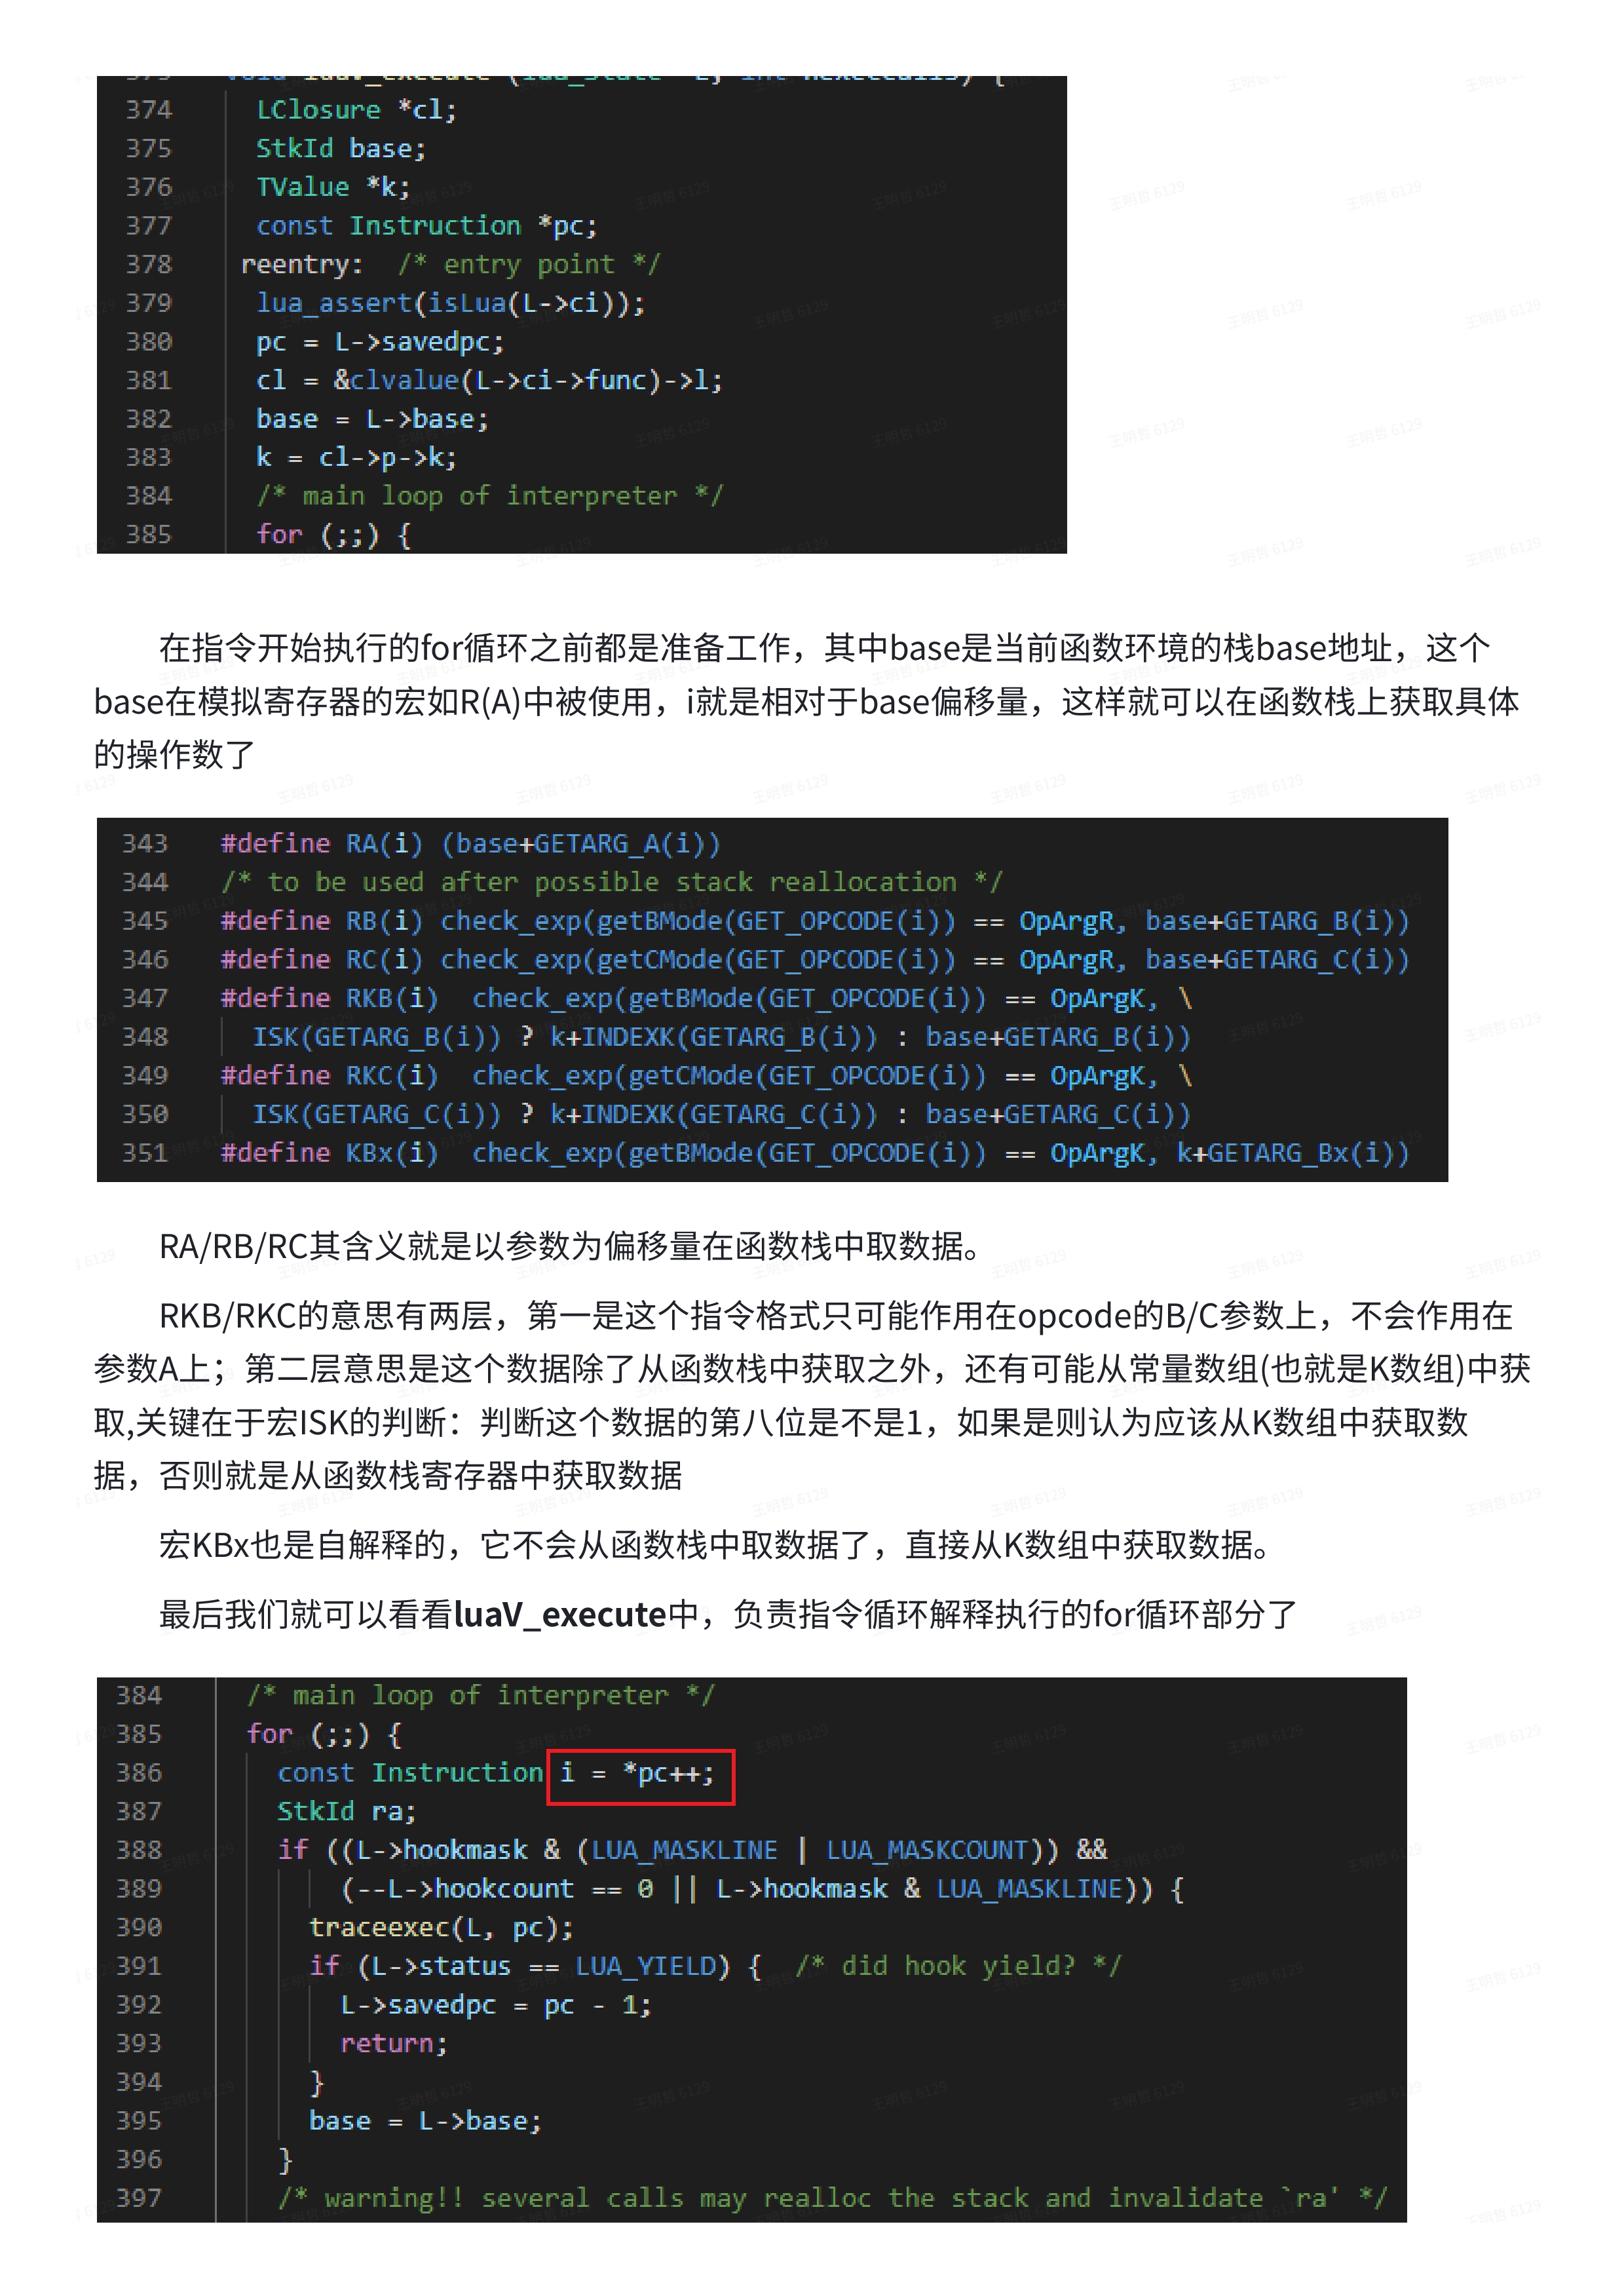 373 void luaV_execute (lua_State *L, int nexeccalls) {
374 LClosure *cl;
375 StkId base;
376 TValue *k;
377 const Instruction *pc;
378 reentry: /* entry point */
379 lua_assert(isLua(L->ci));
380 pc = L->savedpc;
381 cl = &clvalue(L->ci->func)->l;
382 base = L->base;
383 k = cl->p->k;
384 /* main loop of interpreter */
385 for (;;) {
在指令开始执行的for循环之前都是准备工作，其中base是当前函数环境的栈base地址，这个
base在模拟寄存器的宏如R(A)中被使用，i就是相对于base偏移量，这样就可以在函数栈上获取具体
的操作数了
343 #define RA(i) (base+GETARG_A(i))
344 /* to be used after possible stack reallocation */
345 #define RB(i) check_exp(getBMode(GET_OPCODE(i)) == OpArgR, base+GETARG_B(i))
346 #define RC(i) check_exp(getCMode(GET_OPCODE(i)) == OpArgR, base+GETARG_C(i))
347 #define RKB(i) check_exp(getBMode(GET_OPCODE(i)) == OpArgK, \
348 ISK(GETARG_B(i)) ? k+INDEXK(GETARG_B(i)) : base+GETARG_B(i))
349 #define RKC(i) check_exp(getCMode(GET_OPCODE(i)) == OpArgK, \
350 ISK(GETARG_C(i)) ? k+INDEXK(GETARG_C(i)) : base+GETARG_C(i))
351 #define KBx(i) check_exp(getBMode(GET_OPCODE(i)) == OpArgK, k+GETARG_Bx(i))
RA/RB/RC其含义就是以参数为偏移量在函数栈中取数据。
RKB/RKC的意思有两层，第一是这个指令格式只可能作用在opcode的B/C参数上，不会作用在
参数A上；第二层意思是这个数据除了从函数栈中获取之外，还有可能从常量数组(也就是K数组)中获
取,关键在于宏ISK的判断：判断这个数据的第八位是不是1，如果是则认为应该从K数组中获取数
据，否则就是从函数栈寄存器中获取数据
宏KBx也是自解释的，它不会从函数栈中取数据了，直接从K数组中获取数据。
最后我们就可以看看luaV_execute中，负责指令循环解释执行的for循环部分了
384 /* main loop of interpreter */
385 for (;;) {
386 const Instruction i = *pc++;
387 StkId ra;
388 if ((L->hookmask & (LUA_MASKLINE | LUA_MASKCOUNT)) &&
389 (--L->hookcount == 0 || L->hookmask & LUA_MASKLINE)) {
390 traceexec(L, pc);
391 if (L->status == LUA_YIELD) { /* did hook yield? */
392 L->savedpc = pc - 1;
393 return;
394 }
395 base = L->base;
396 }
397 /* warning!! several calls may realloc the stack and invalidate `ra' */
王明哲 6129